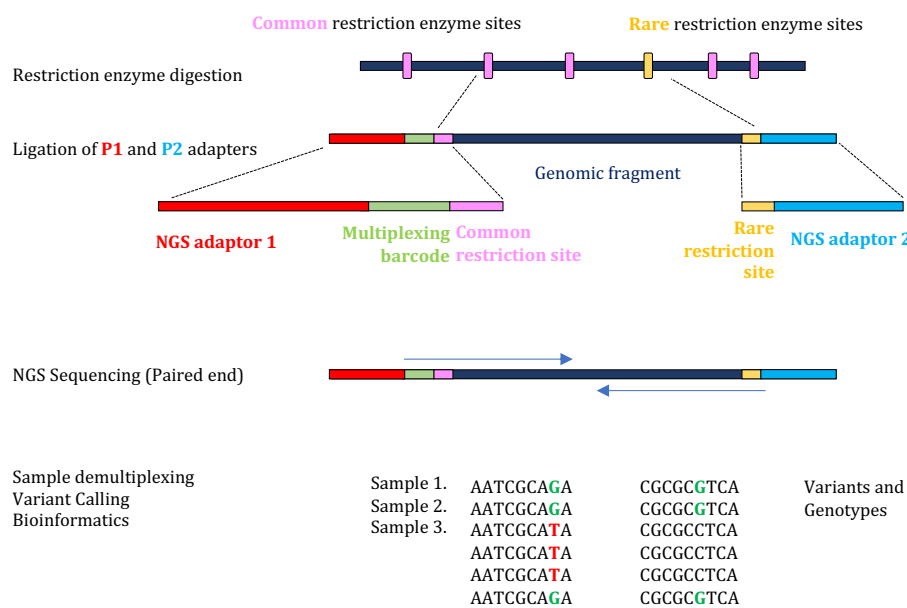 Common restriction enzyme sites
Rare restriction enzyme sites
Restriction enzyme digestion
Ligation of P1 and P2 adapters
Genomic fragment
NGS adaptor 1
Multiplexing
barcode
Common
restriction site
Rare
restriction
site
NGS adaptor 2
NGS Sequencing (Paired end)
Sample demultiplexing
Variant Calling
Bioinformatics
Sample 1. AATCGCAGA CGCGCGTCA
Sample 2. AATCGCAGA CGCGCGTCA
Sample 3. AATCGCATA CGCGCCTCA
AATCGCATA CGCGCCTCA
AATCGCATA CGCGCCTCA
AATCGCAGA CGCGCGTCA
Variants and
Genotypes